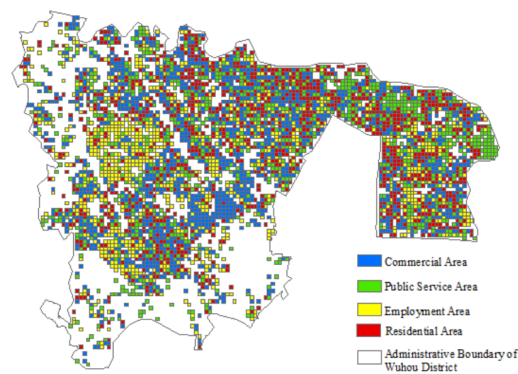 Commercial Area
Public Service Area
Employment Area
Residential Area
Administrative Boundary of
Wuhou District